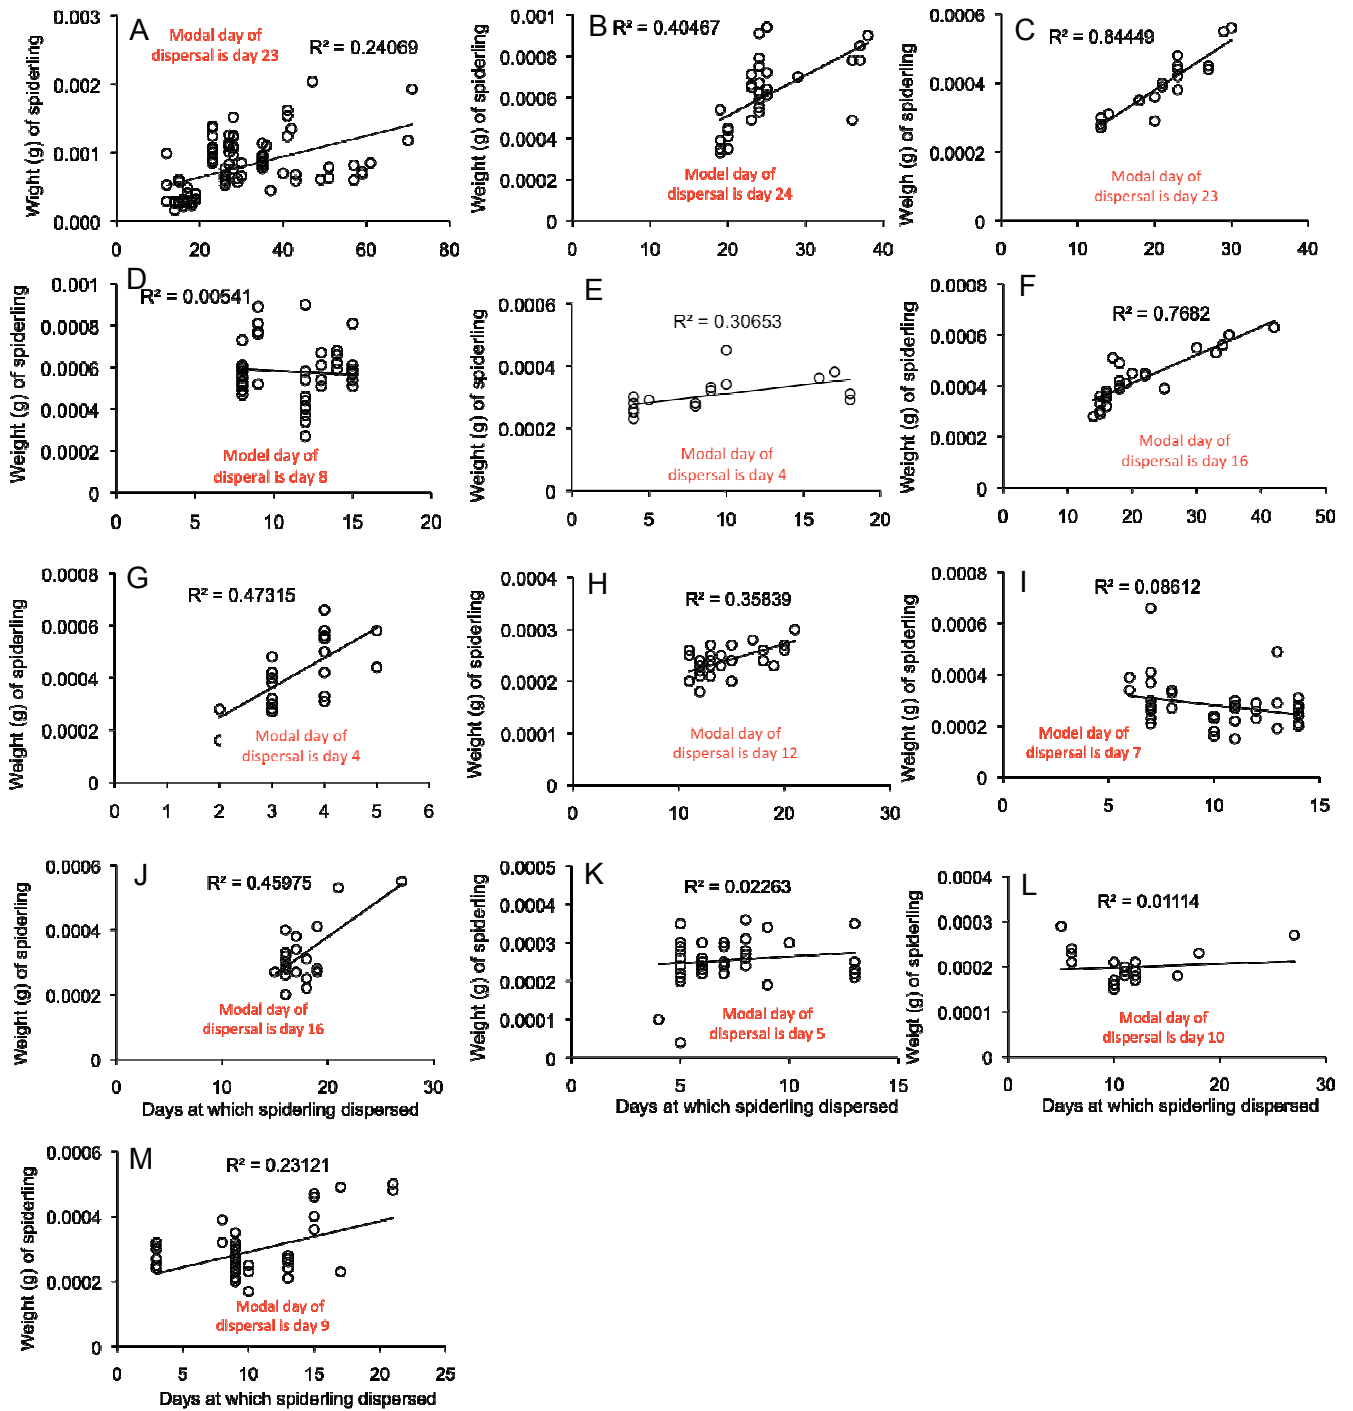 A
Modal day of
dispersal is day 23
R² = 0.24069
Wight (g) of spiderling
0.003
0.002
0.001
0.000
0 20 40 60 80
B
R² = 0.40467
Model day of
dispersal is day 24
Weight (g) of spiderling
0.001
0.0008
0.0006
0.0004
0.0002
0
0 10 20 30 40
C
R² = 0.84449
Modal day of
dispersal is day 23
Weigh (g) of spiderling
0.0006
0.0004
0.0002
0
0 10 20 30 40
D
R² = 0.00541
Model day of
disperal is day 8
Weight (g) of spiderling
0.001
0.0008
0.0006
0.0004
0.0002
0
0 5 10 15 20
E
R² = 0.30653
Modal day of
dispersal is day 4
Weight (g) of spiderling
0.0006
0.0004
0.0002
0
0 5 10 15 20
F
R² = 0.7682
Modal day of
dispersal is day 16
Weight (g) of spiderling
0.0008
0.0006
0.0004
0.0002
0
0 10 20 30 40 50
G
R² = 0.47315
Modal day of
dispersal is day 4
Weight (g) of spiderling
0.0008
0.0006
0.0004
0.0002
0
0 1 2 3 4 5 6
H
R² = 0.35839
Modal day of
dispersal is day 12
Weight (g) of spiderling
0.0004
0.0003
0.0002
0.0001
0
0 10 20 30
I
R² = 0.08612
Model day of
dispersal is day 7
Weight (g) of spiderling
0.0008
0.0006
0.0004
0.0002
0
0 5 10 15
J
R² = 0.45975
Modal day of
dispersal is day 16
Weight (g) of spiderling
0.0006
0.0004
0.0002
0
0 10 20 30
Days at which spiderling dispersed
K
R² = 0.02263
Modal day of
dispersal is day 5
Weight (g) of spiderling
0.0005
0.0004
0.0003
0.0002
0.0001
0
0 5 10 15
Days at which spiderling dispersed
L
R² = 0.01114
Modal day of
dispersal is day 10
Weigt (g) of spiderling
0.0004
0.0003
0.0002
0.0001
0
0 10 20 30
Days at which spiderling dispersed
M
R² = 0.23121
Modal day of
dispersal is day 9
Weight (g) of spiderling
0.0006
0.0004
0.0002
0
0 5 10 15 20 25
Days at which spiderling dispersed